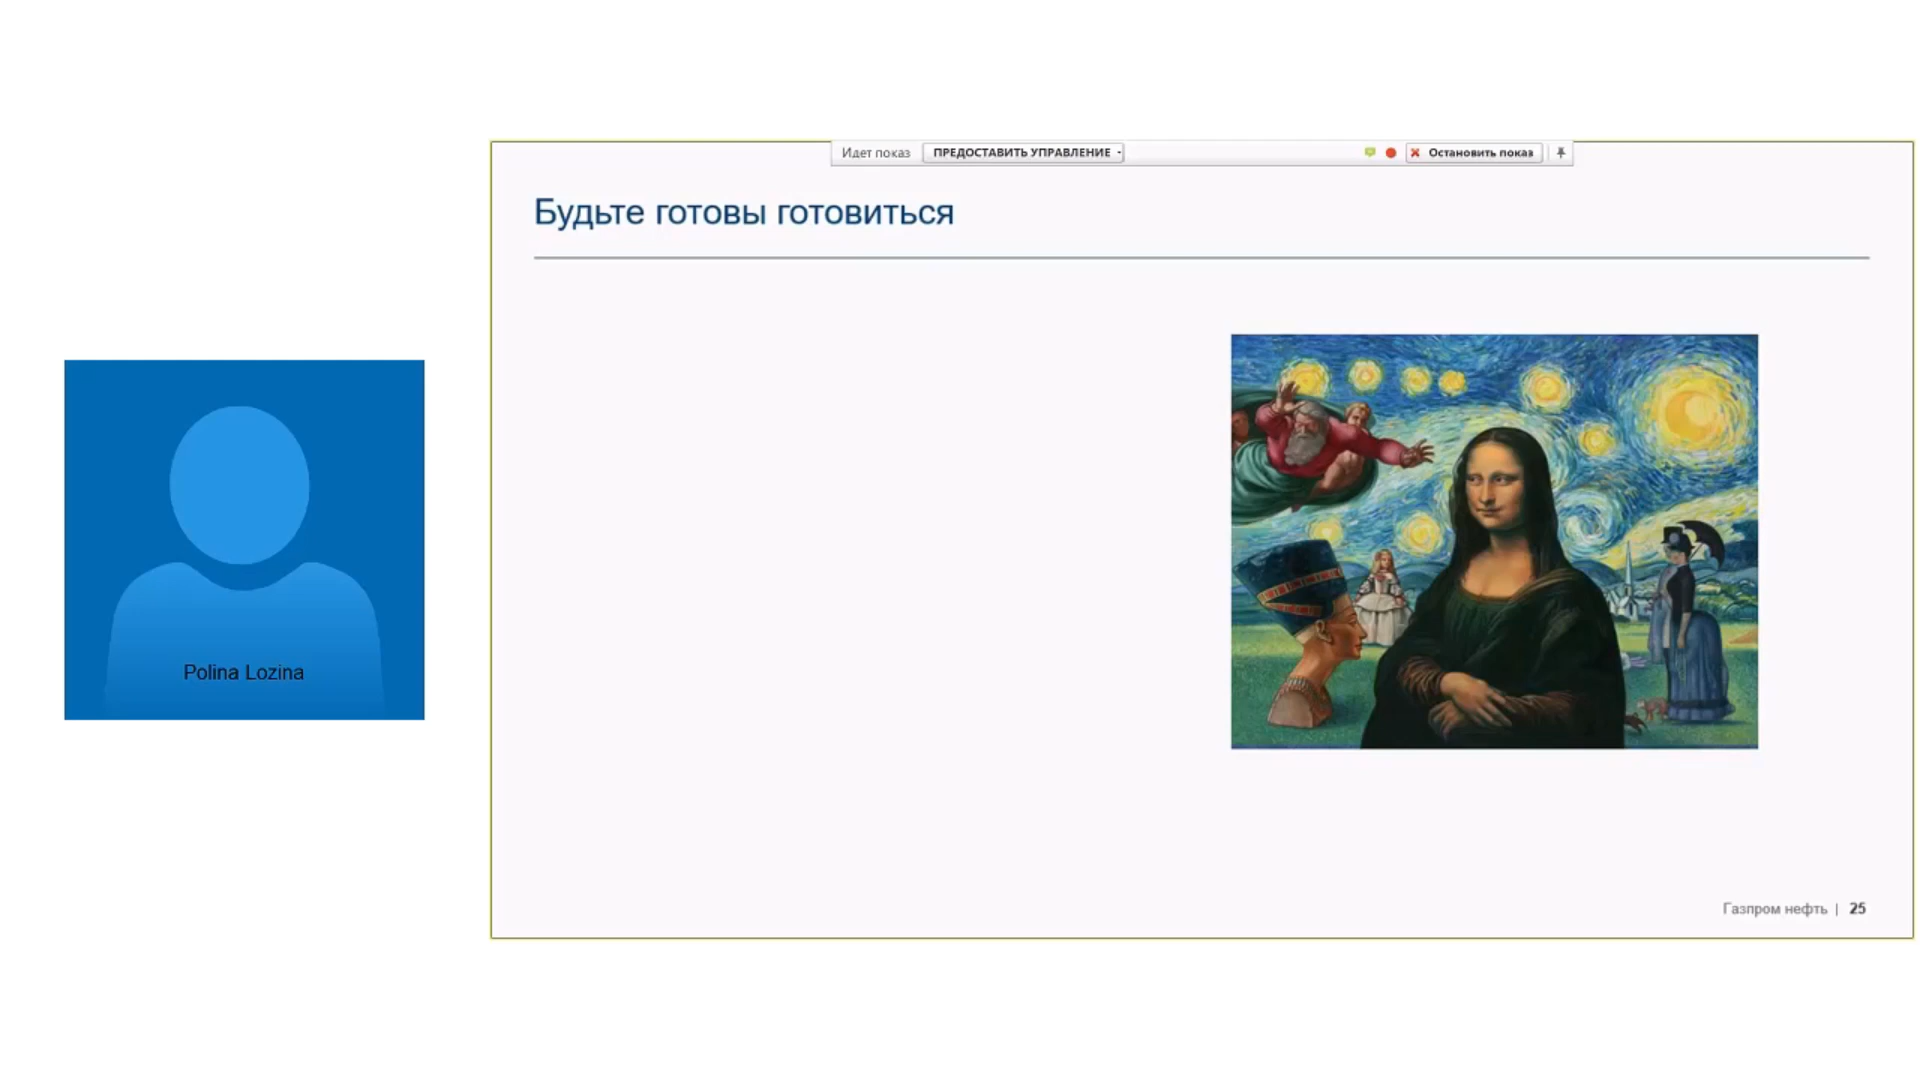 Идет показ ПРЕДОСТАВИТЬ УПРАВЛЕНИЕ Остановить показ
Будьте готовы готовиться
Polina Lozina
Газпром нефть | 25